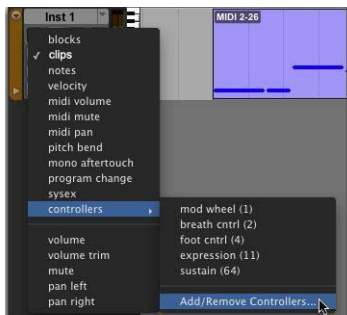 Inst 1
MIDI 2-26
blocks
✓ clips
notes
velocity
midi volume
midi mute
midi pan
pitch bend
mono aftertouch
program change
sysex
controllers
mod wheel (1)
breath cntrl (2)
foot cntrl (4)
expression (11)
sustain (64)
Add/Remove Controllers...
volume
volume trim
mute
pan left
pan right